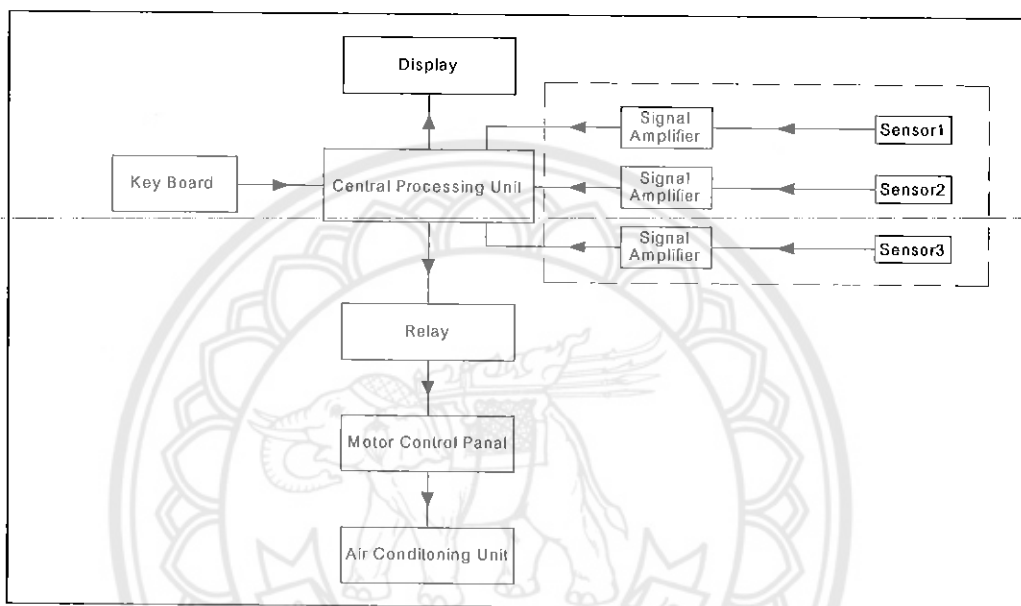 Display
Signal
Amplifier
Sensor1
Key Board
Central Processing Unit
Signal
Amplifier
Sensor2
Signal
Amplifier
Sensor3
Relay
Motor Control Panal
Air Conditoning Unit